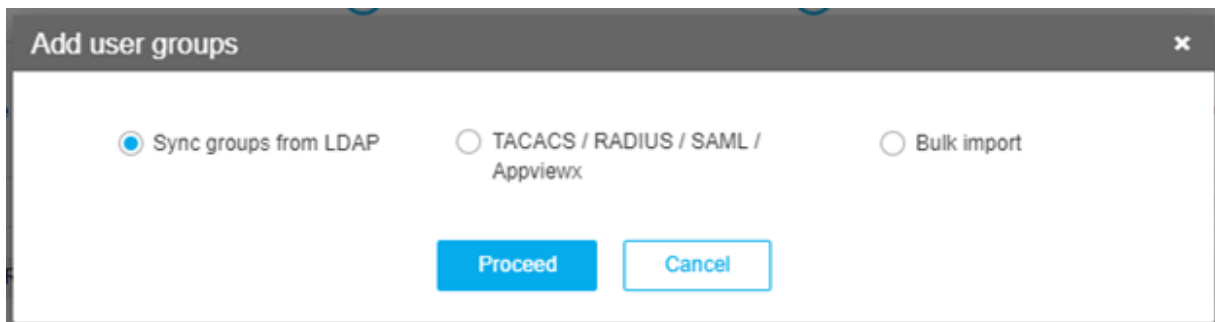 Add user groups
Sync groups from LDAP
TACACS / RADIUS / SAML /
Appviewx
Bulk import
Proceed
Cancel